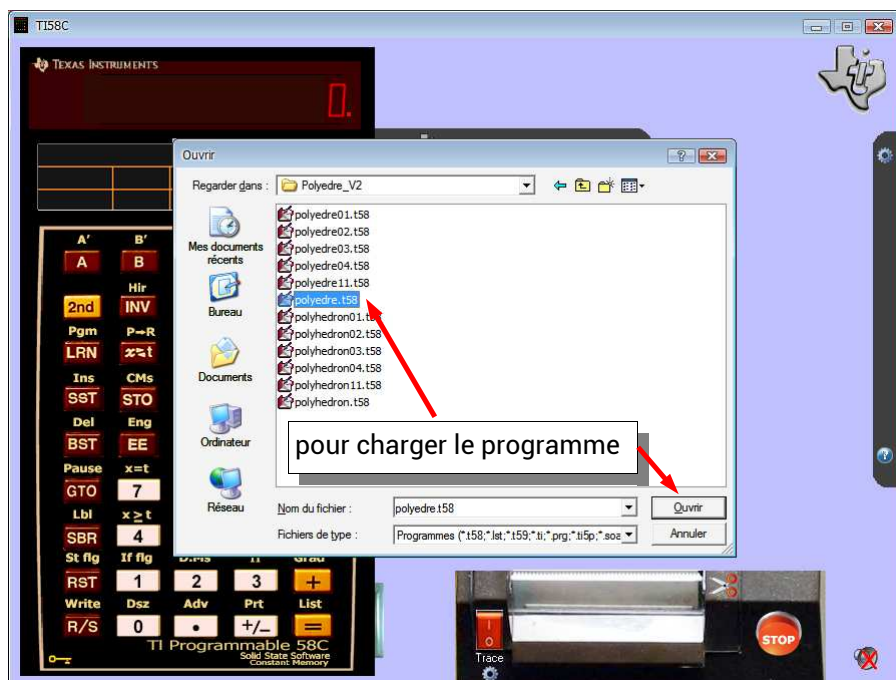 TI58C
TEXAS INSTRUMENTS
0.
Ouvrir
Regarder dans : Polyedre_V2
Mes documents récents
Bureau
Documents
Ordinateur
Réseau
polyedre01.t58
polyedre02.t58
polyedre03.t58
polyedre04.t58
polyedre11.t58
polyedre.t58
polyhedron01.t58
polyhedron02.t58
polyhedron03.t58
polyhedron04.t58
polyhedron11.t58
polyhedron.t58
pour charger le programme
Nom du fichier : polyedre.t58 Ouvrir
Fichiers de type : Programmes (*.t58;*.lst;*.t59;*.ti;*.prg;*.ti5p;*.soa Annuler
A' B'
A B
Hir
2nd INV
Pgm P→R
LRN x⇄t
Ins CMs
SST STO
Del Eng
BST EE
Pause x=t
GTO 7
Lbl x≥t
SBR 4
St flg If flg D.Ms π Grad
RST 1 2 3 +
Write Dsz Adv Prt List
R/S 0 • +/− =
TI Programmable 58C
Solid State Software
Constant Memory
Trace
STOP